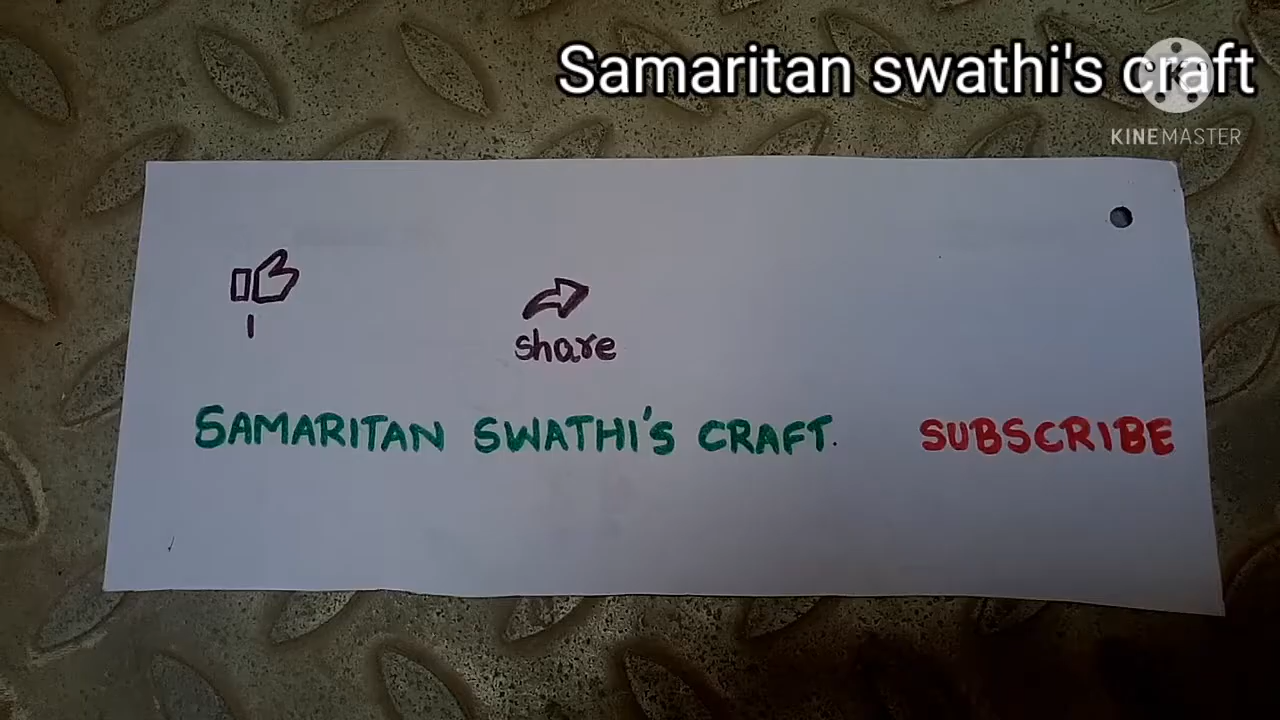 Samaritan swathi's craft
KINEMASTER
1
share
SAMARITAN SWATHI'S CRAFT.
SUBSCRIBE